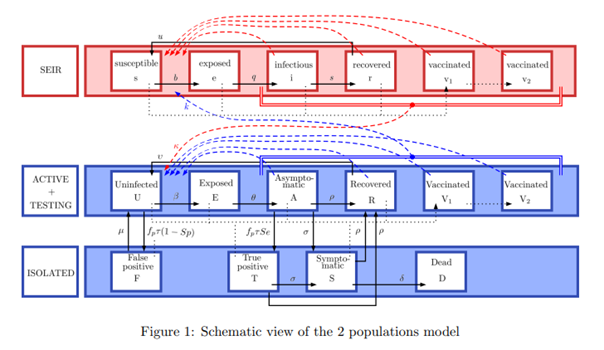 u
SEIR
susceptible
s
exposed
e
infectious
i
recovered
r
vaccinated
v1
vaccinated
v2
b
q
s
k
κ
υ
ACTIVE
+
TESTING
Uninfected
U
Exposed
E
Asympto-
matic
A
Recovered
R
Vaccinated
V1
Vaccinated
V2
β
θ
ρ
μ
fpτ(1−Sp)
fpτSe
σ
ρ
ρ
ISOLATED
False
positive
F
True
positive
T
Sympto-
matic
S
Dead
D
σ
δ
Figure 1: Schematic view of the 2 populations model